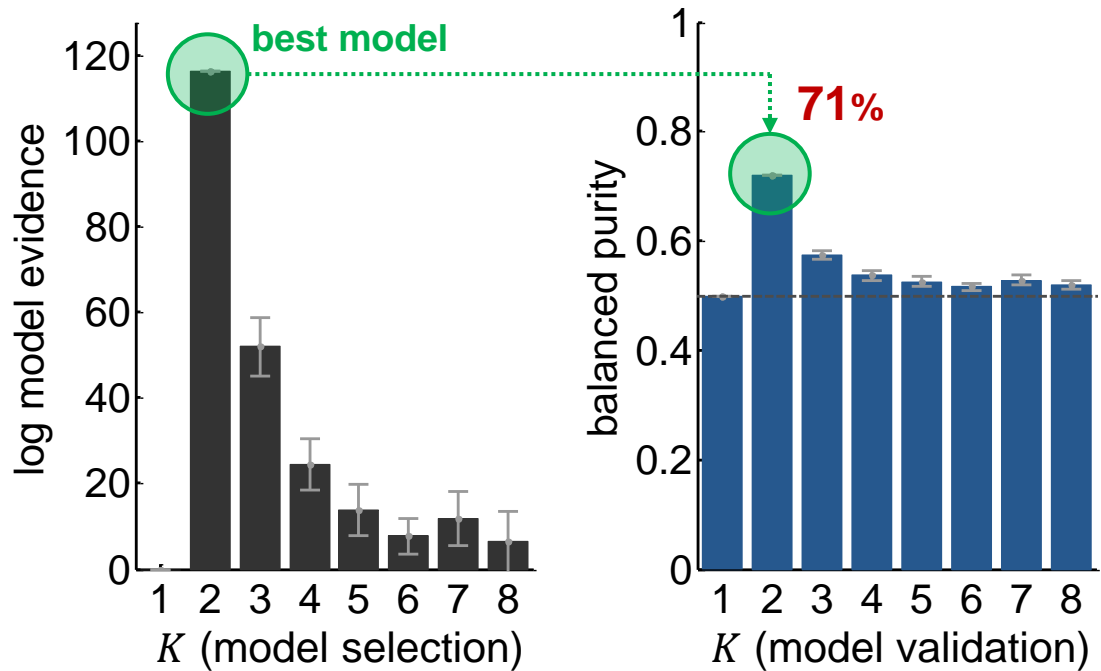 best model
120
100
80
60
40
20
0
log model evidence
1 2 3 4 5 6 7 8
K (model selection)
71%
1
0.8
0.6
0.4
0.2
0
balanced purity
1 2 3 4 5 6 7 8
K (model validation)